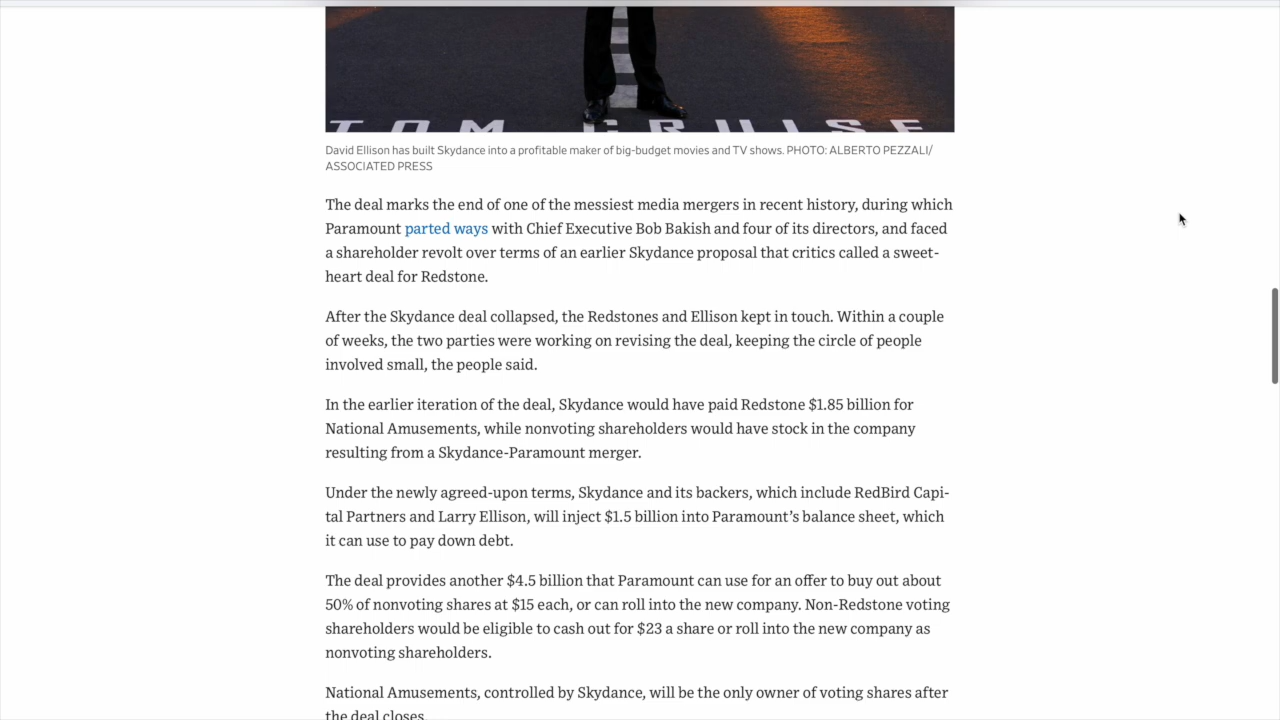 TOM CRUISE
David Ellison has built Skydance into a profitable maker of big-budget movies and TV shows. PHOTO: ALBERTO PEZZALI/
ASSOCIATED PRESS
The deal marks the end of one of the messiest media mergers in recent history, during which
Paramount parted ways with Chief Executive Bob Bakish and four of its directors, and faced
a shareholder revolt over terms of an earlier Skydance proposal that critics called a sweet-
heart deal for Redstone.
After the Skydance deal collapsed, the Redstones and Ellison kept in touch. Within a couple
of weeks, the two parties were working on revising the deal, keeping the circle of people
involved small, the people said.
In the earlier iteration of the deal, Skydance would have paid Redstone $1.85 billion for
National Amusements, while nonvoting shareholders would have stock in the company
resulting from a Skydance-Paramount merger.
Under the newly agreed-upon terms, Skydance and its backers, which include RedBird Capi-
tal Partners and Larry Ellison, will inject $1.5 billion into Paramount’s balance sheet, which
it can use to pay down debt.
The deal provides another $4.5 billion that Paramount can use for an offer to buy out about
50% of nonvoting shares at $15 each, or can roll into the new company. Non-Redstone voting
shareholders would be eligible to cash out for $23 a share or roll into the new company as
nonvoting shareholders.
National Amusements, controlled by Skydance, will be the only owner of voting shares after
the deal closes.